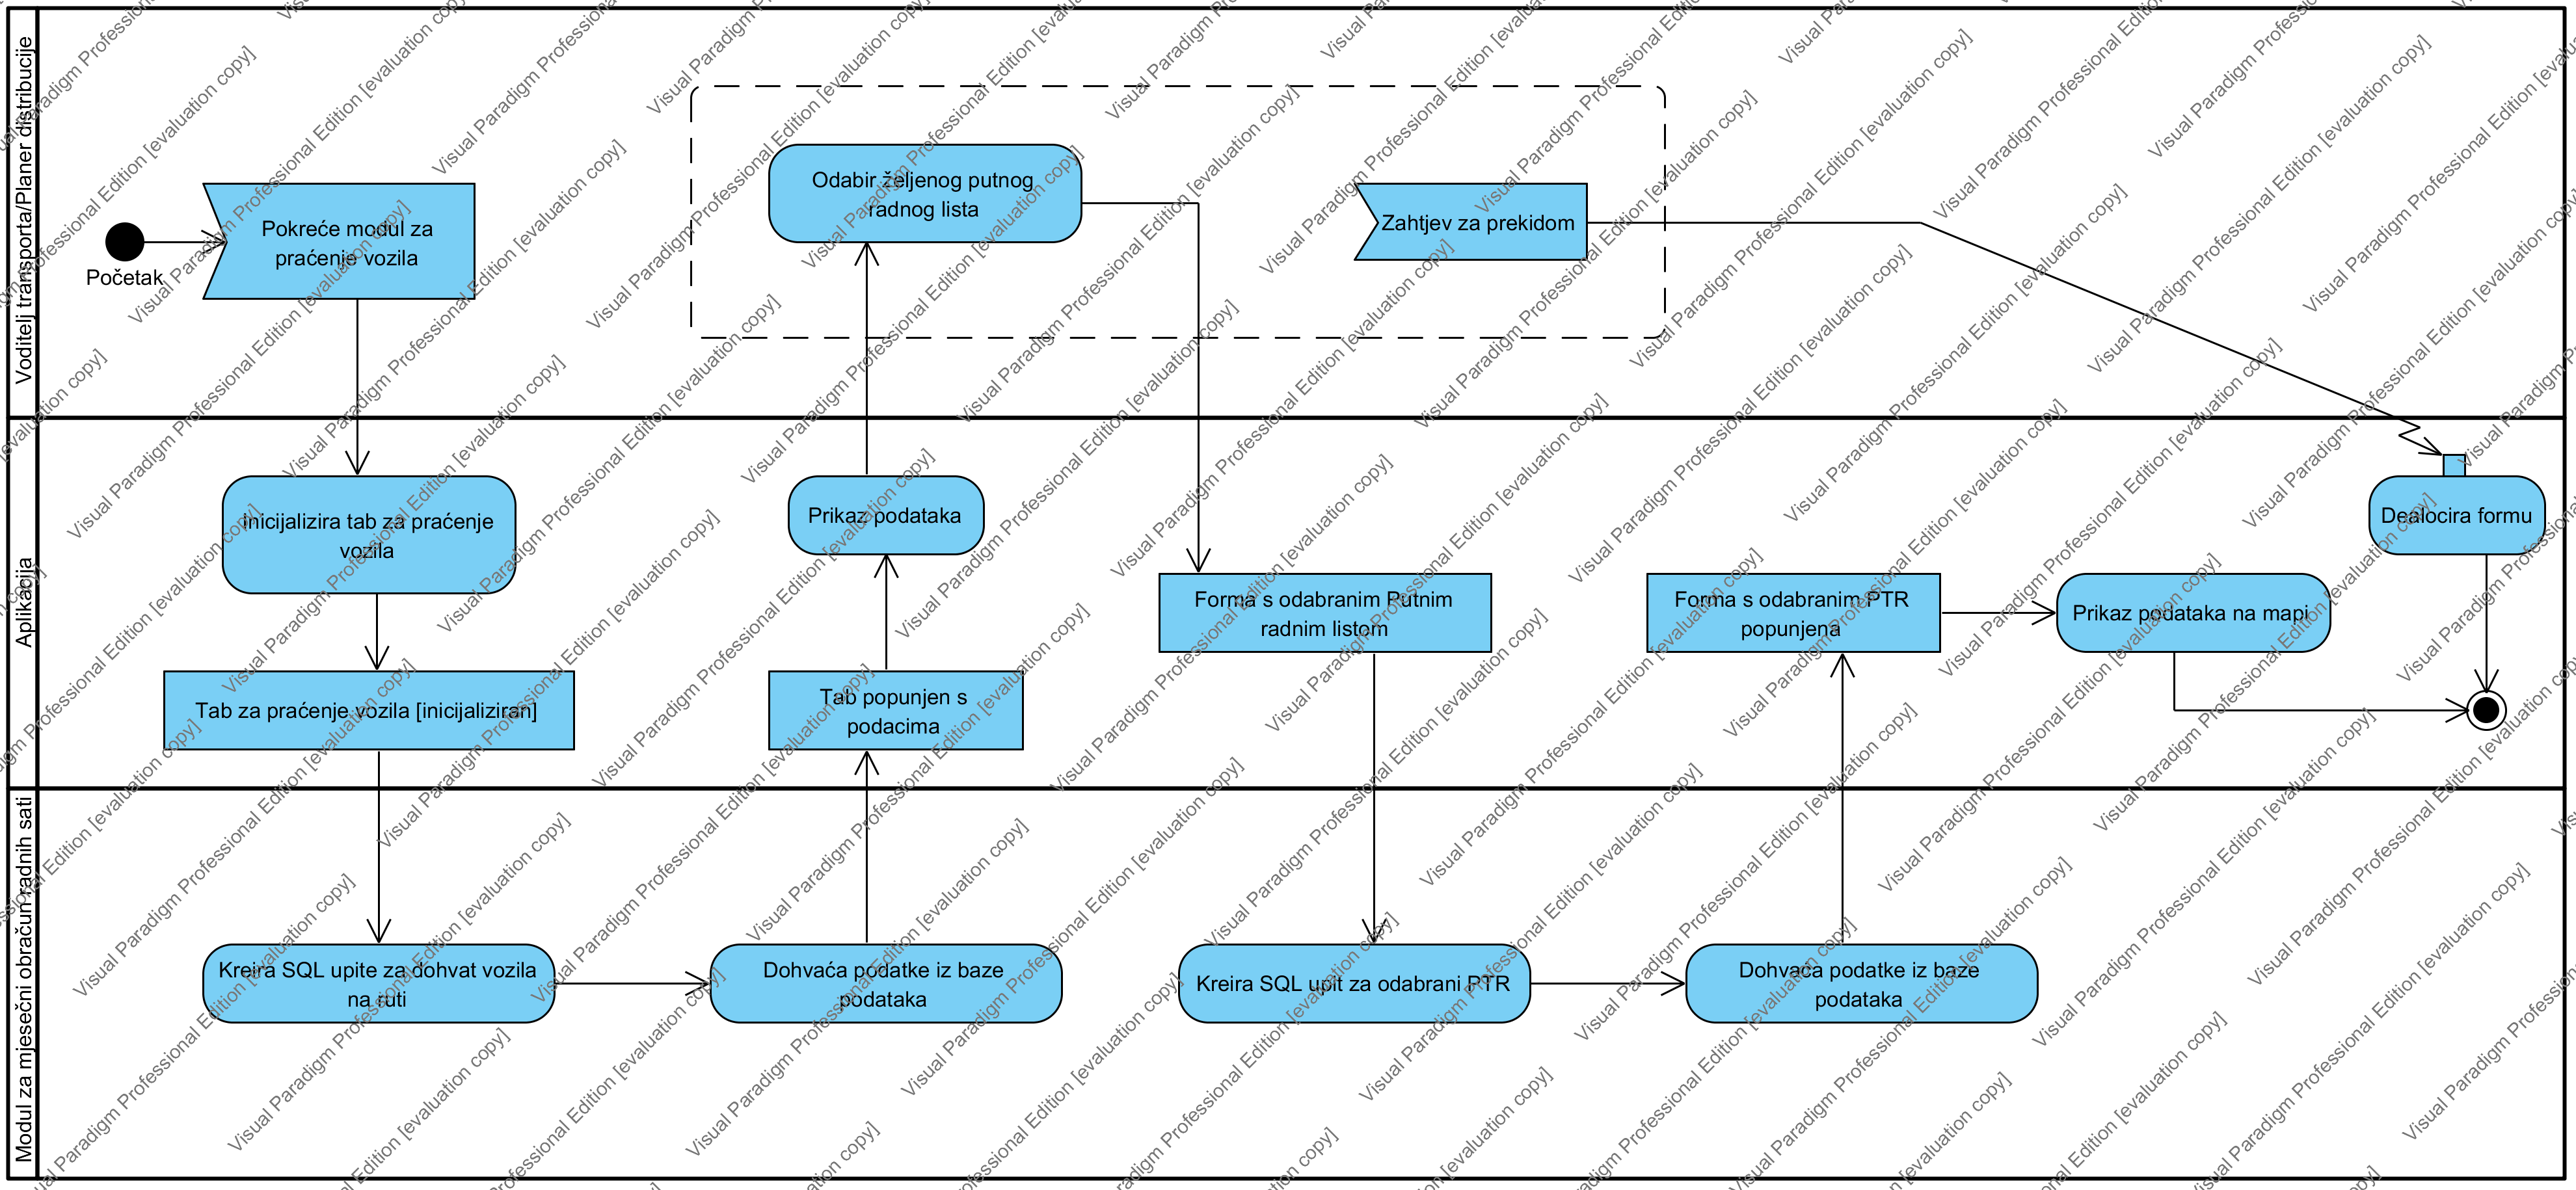 Voditelj transporta/Planer distribucije
Početak
Pokreće modul za
praćenje vozila
Odabir željenog putnog
radnog lista
Zahtjev za prekidom
Aplikacija
Inicijalizira tab za praćenje
vozila
Tab za praćenje vozila [inicijaliziran]
Prikaz podataka
Tab popunjen s
podacima
Forma s odabranim Putnim
radnim listom
Forma s odabranim PTR
popunjena
Prikaz podataka na mapi
Dealocira formu
Modul za mjesečni obračun radnih sati
Kreira SQL upite za dohvat vozila
na ruti
Dohvaća podatke iz baze
podataka
Kreira SQL upit za odabrani PTR
Dohvaća podatke iz baze
podataka
Visual Paradigm Professional Edition [evaluation copy]